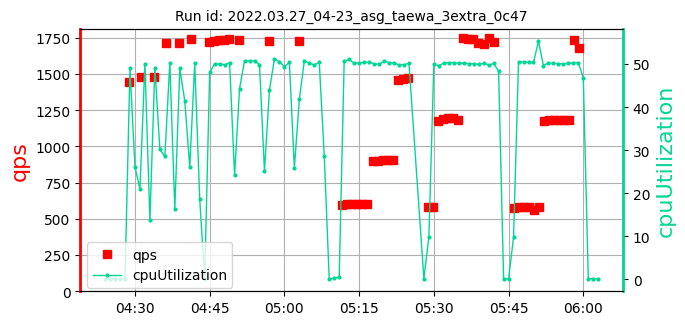 Run id: 2022.03.27_04-23_asg_taewa_3extra_0c47
1750
1500
1250
1000
750
500
250
0
qps
50
40
30
20
10
0
cpuUtilization
qps
cpuUtilization
04:30 04:45 05:00 05:15 05:30 05:45 06:00